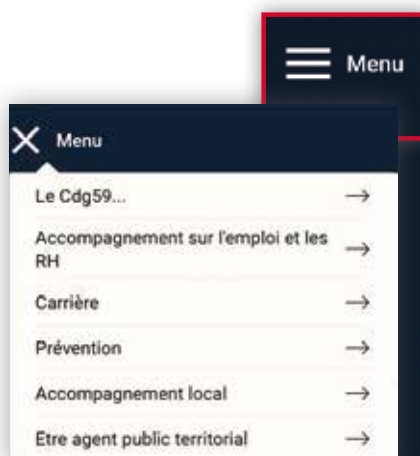 Menu
Menu
Le Cdg59...
Accompagnement sur l'emploi et les
RH
Carrière
Prévention
Accompagnement local
Etre agent public territorial